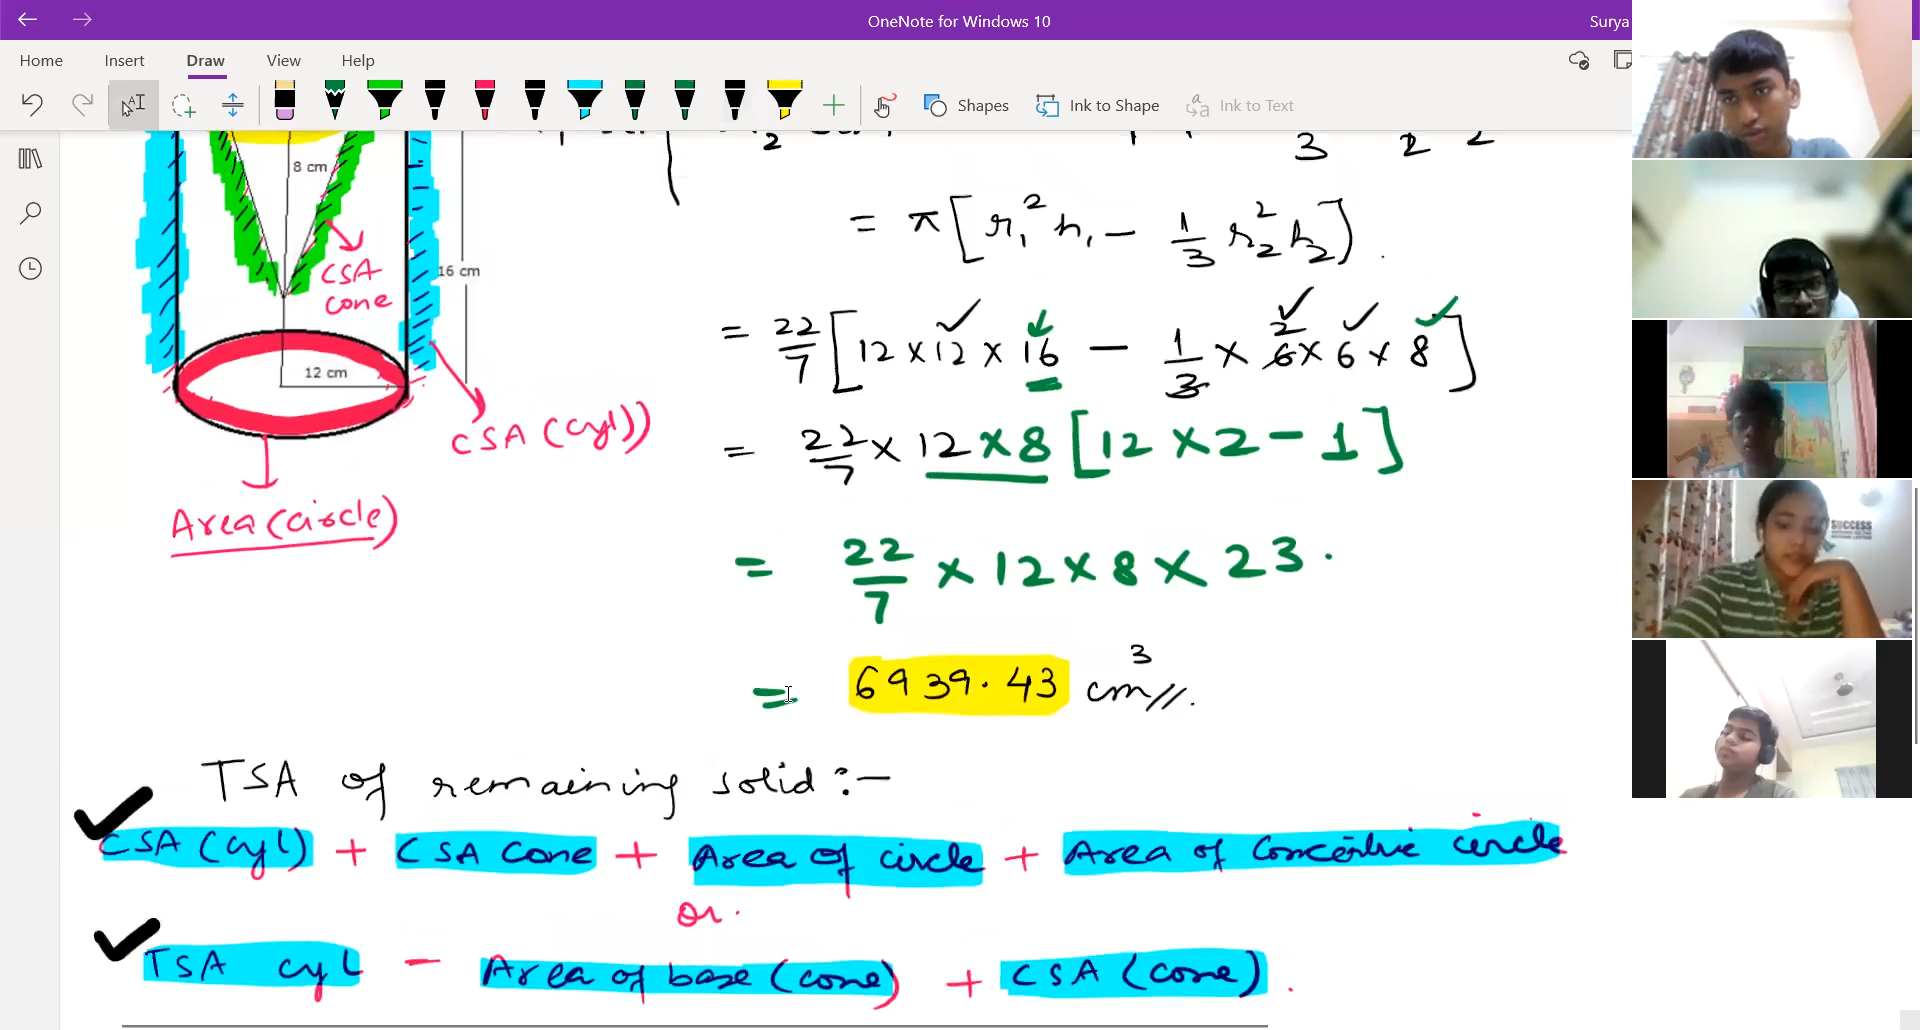 OneNote for Windows 10
Surya
Home Insert Draw View Help
Shapes Ink to Shape Ink to Text
8 cm
CSA cone
16 cm
12 cm
CSA (cyl))
Area (circle)
3 2 2
= π[r₁²h₁ - 1/3 r₂²h₂].
= 22/7 [12 × 12 × 16 - 1/3 × 6 × 6 × 8]
2
= 22/7 × 12 × 8 [12 × 2 - 1]
= 22/7 × 12 × 8 × 23.
= 6939.43 cm³//.
TSA of remaining solid :-
CSA (cyl) + CSA Cone + Area of circle + Area of Concentric circle
or.
TSA cyl - Area of base (cone) + CSA (cone).
SUCCESS